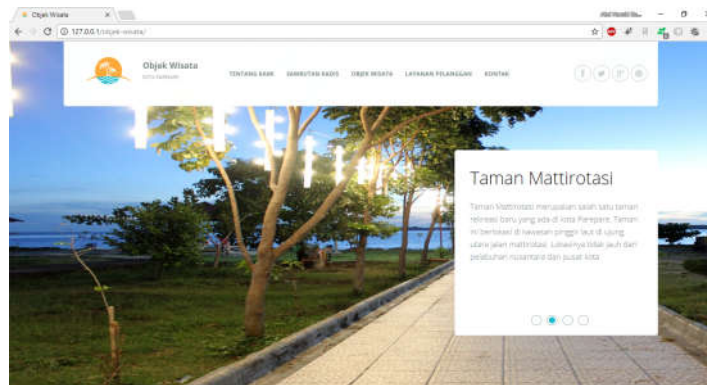 Objek Wisata
127.0.0.1/objek-wisata/
Objek Wisata
KOTA PAREPARE
TENTANG KAMI SAMBUTAN KADIS OBJEK WISATA LAYANAN PELANGGAN KONTAK
Taman Mattirotasi
Taman Mattirotasi merupakan salah satu taman
rekreasi baru yang ada di kota Parepare. Taman
ini berlokasi di kawasan pinggir laut di ujung
utara jalan mattirotasi. Lokasinya tidak jauh dari
pelabuhan nusantara dan pusat kota.